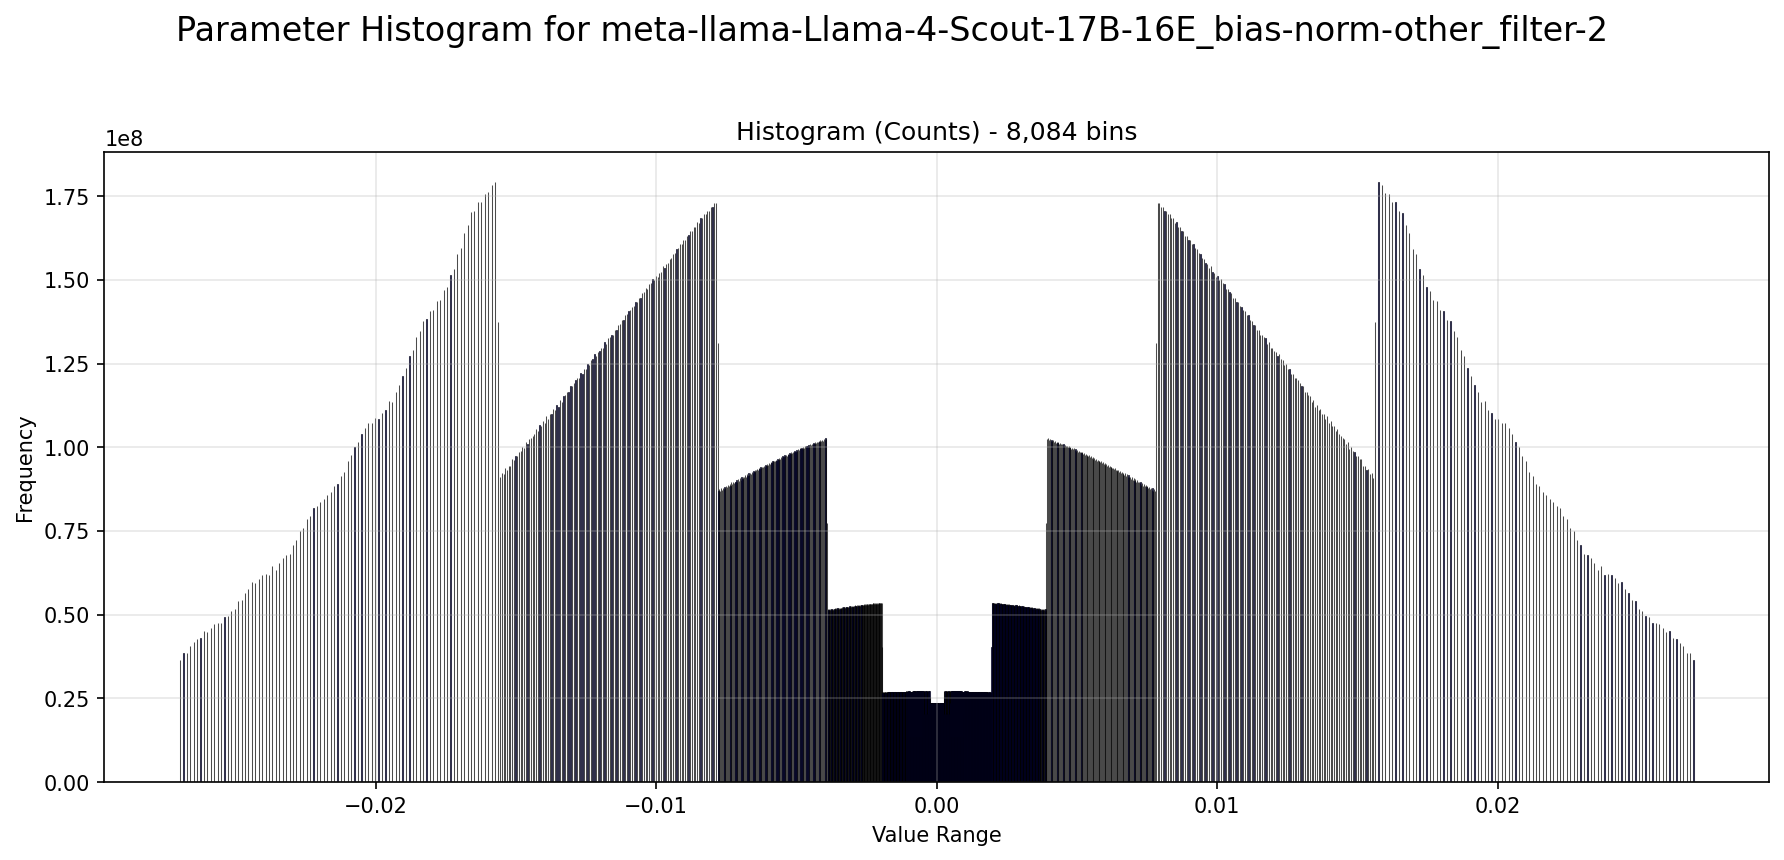 Parameter Histogram for meta-llama-Llama-4-Scout-17B-16E_bias-norm-other_filter-2
Histogram (Counts) - 8,084 bins
1e8
1.75
1.50
1.25
1.00
0.75
0.50
0.25
0.00
Frequency
−0.02
−0.01
0.00
0.01
0.02
Value Range